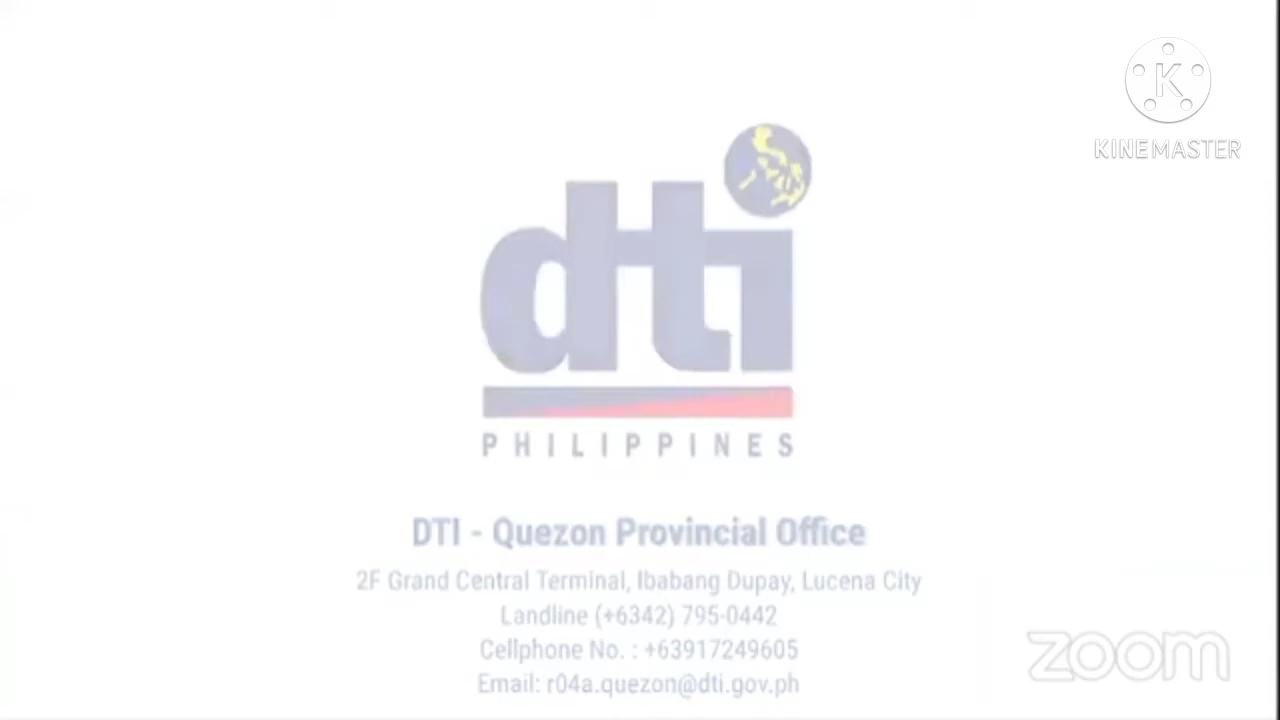 K
KINEMASTER
dti
PHILIPPINES
DTI - Quezon Provincial Office
2F Grand Central Terminal, Ibabang Dupay, Lucena City
Landline (+6342) 795-0442
Cellphone No. : +63917249605
Email: r04a.quezon@dti.gov.ph
zoom